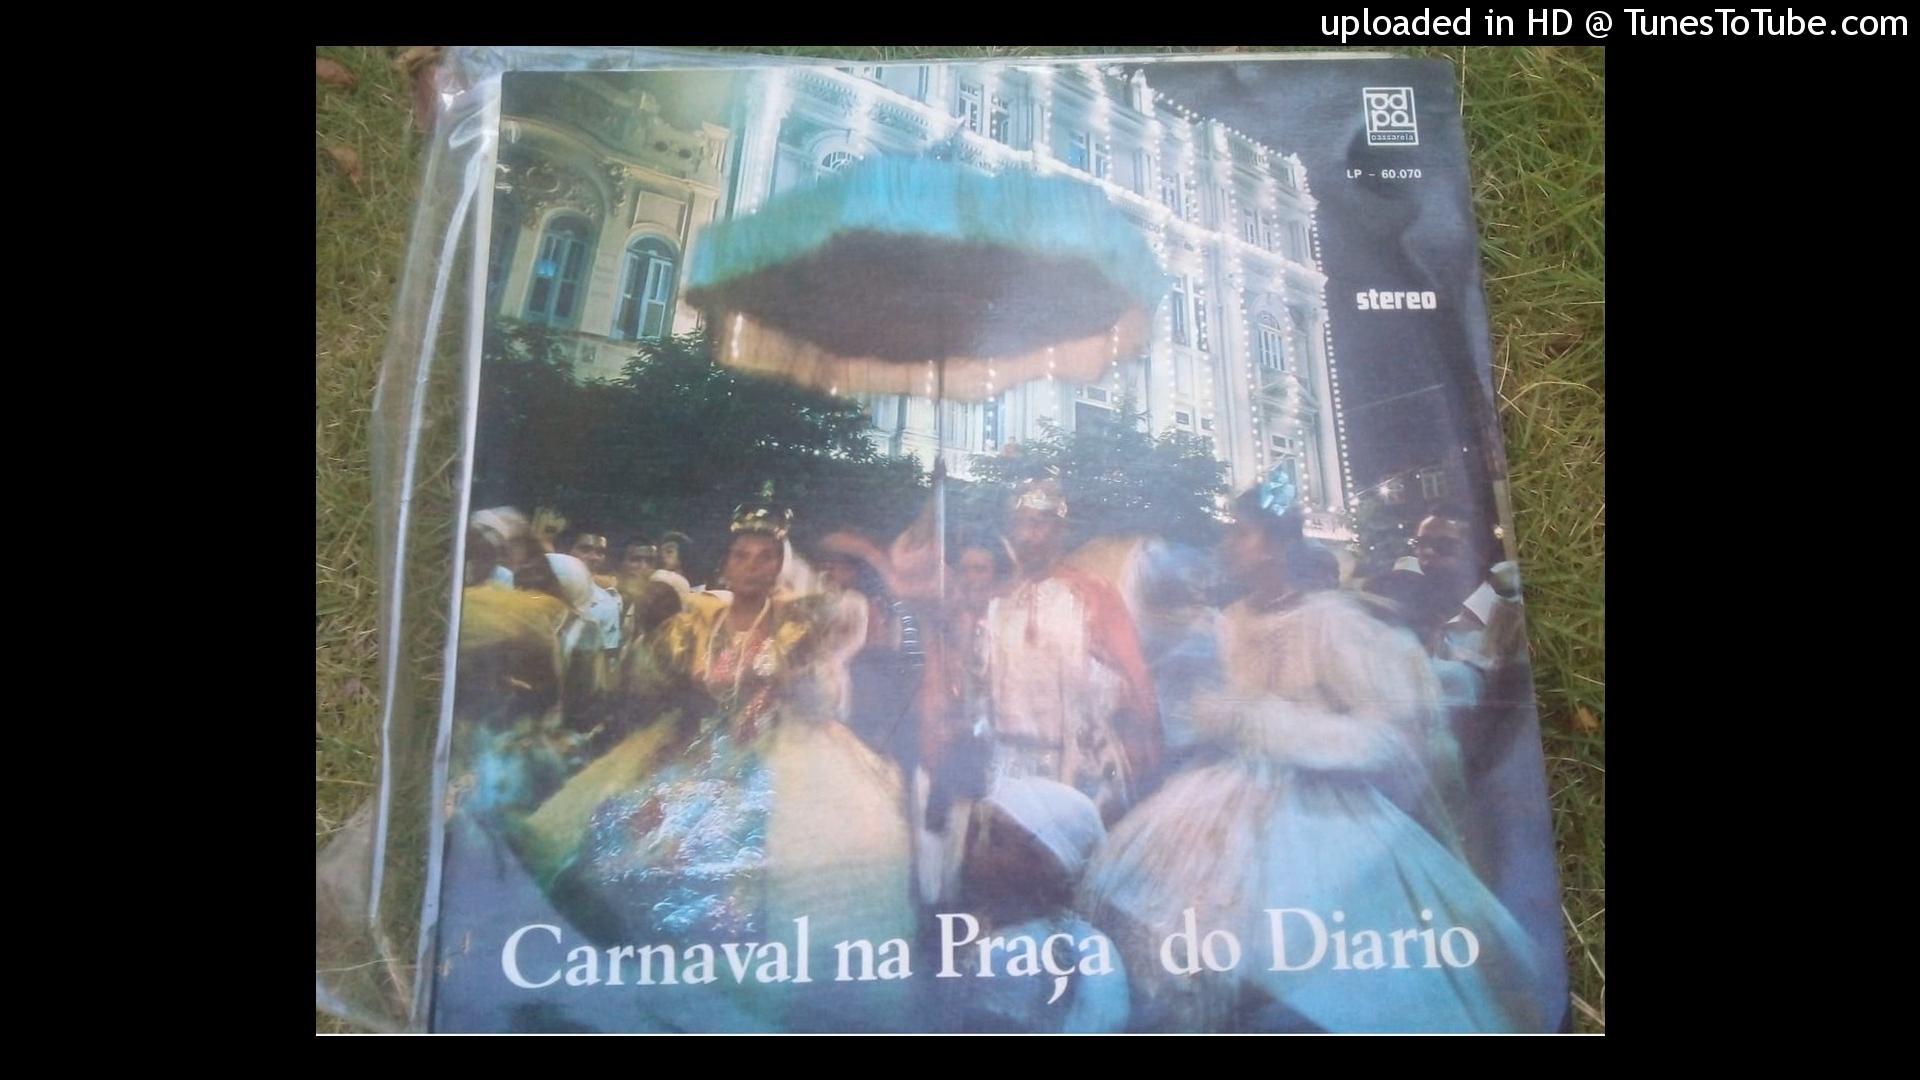 uploaded in HD @ TunesToTube.com
passarela
LP - 60.070
stereo
Carnaval na Praça do Diario